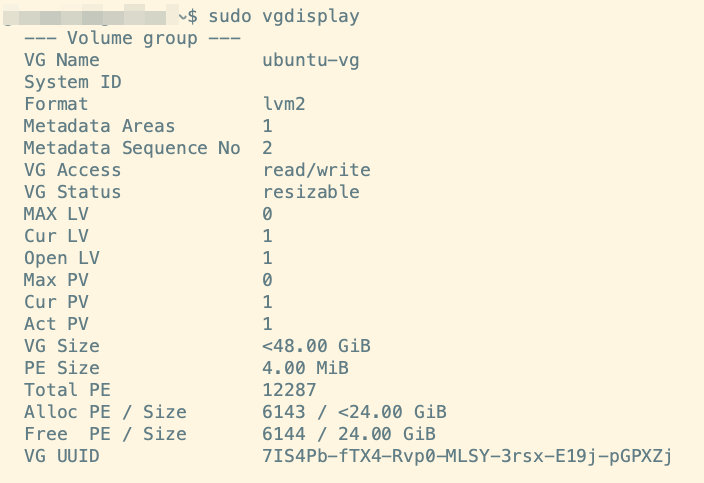 ~$ sudo vgdisplay
--- Volume group ---
VG Name ubuntu-vg
System ID
Format lvm2
Metadata Areas 1
Metadata Sequence No 2
VG Access read/write
VG Status resizable
MAX LV 0
Cur LV 1
Open LV 1
Max PV 0
Cur PV 1
Act PV 1
VG Size <48.00 GiB
PE Size 4.00 MiB
Total PE 12287
Alloc PE / Size 6143 / <24.00 GiB
Free  PE / Size 6144 / 24.00 GiB
VG UUID 7IS4Pb-fTX4-Rvp0-MLSY-3rsx-E19j-pGPXZj